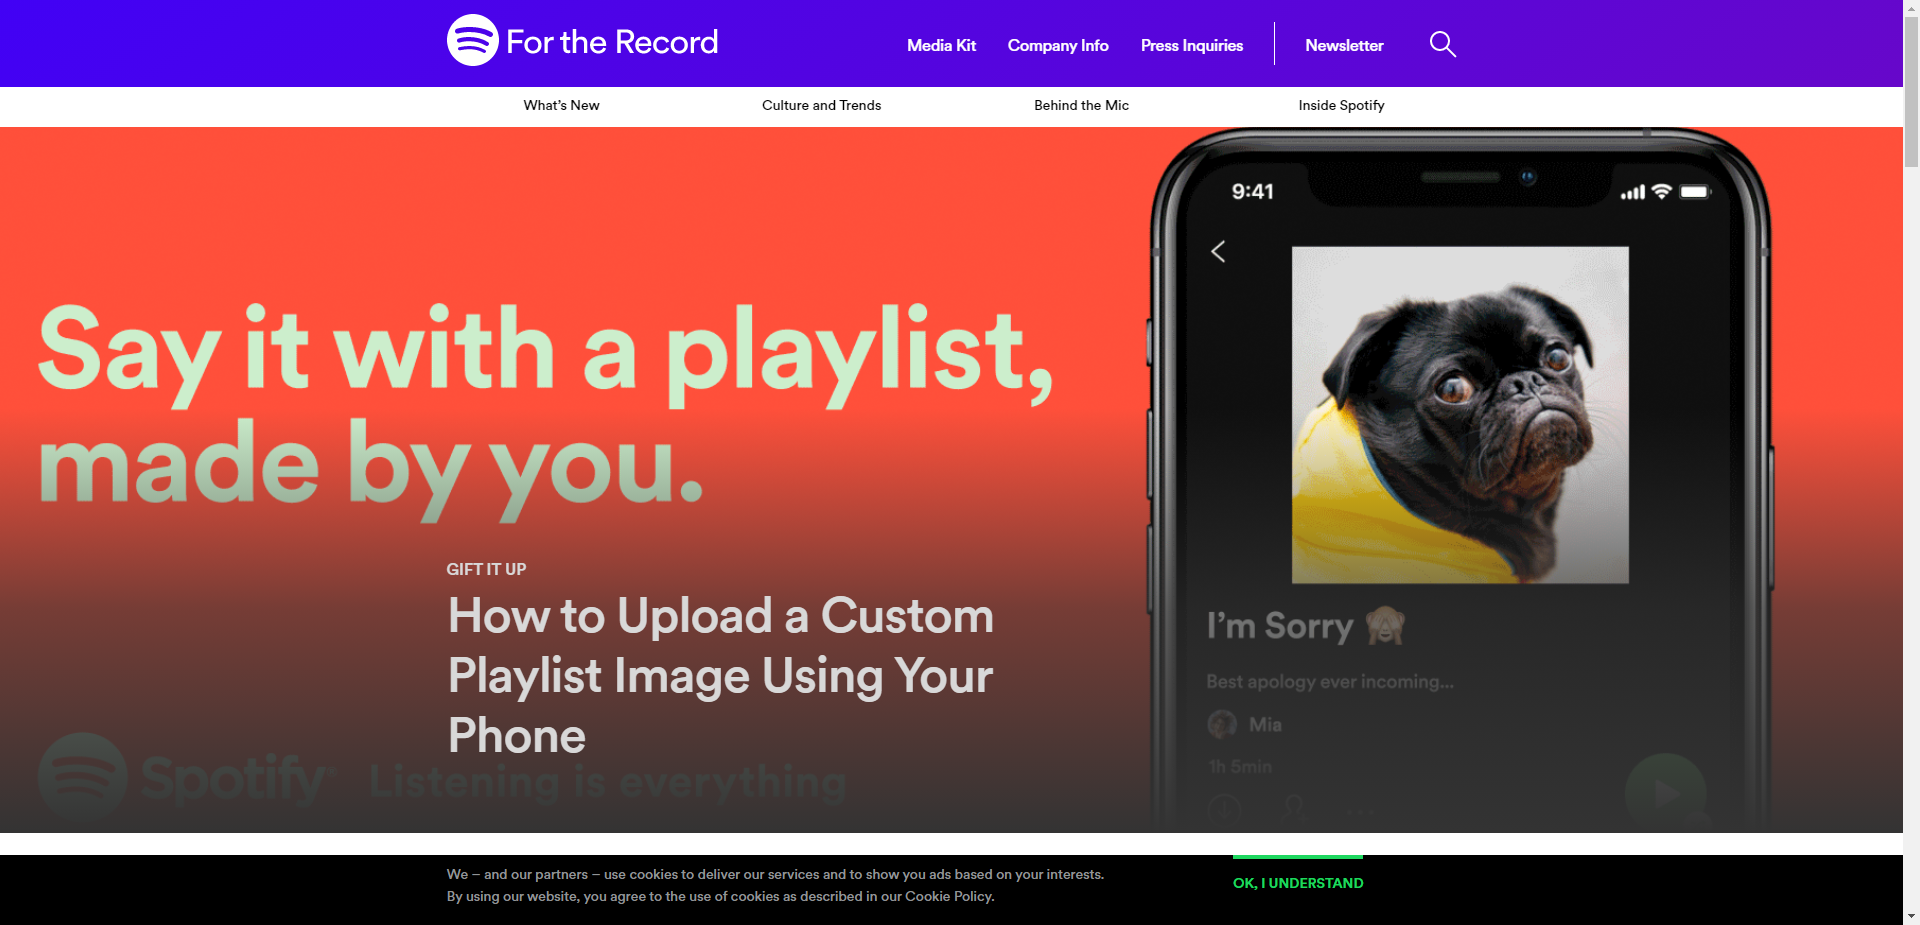 For the Record
Media Kit
Company Info
Press Inquiries
Newsletter
What's New
Culture and Trends
Behind the Mic
Inside Spotify
9:41
Say it with a playlist,
made by you.
GIFT IT UP
How to Upload a Custom
Playlist Image Using Your
Phone
I'm Sorry 🙈
Best apology ever incoming...
Mia
1h 5min
Spotify
Listening is everything
We – and our partners – use cookies to deliver our services and to show you ads based on your interests.
By using our website, you agree to the use of cookies as described in our Cookie Policy.
OK, I UNDERSTAND